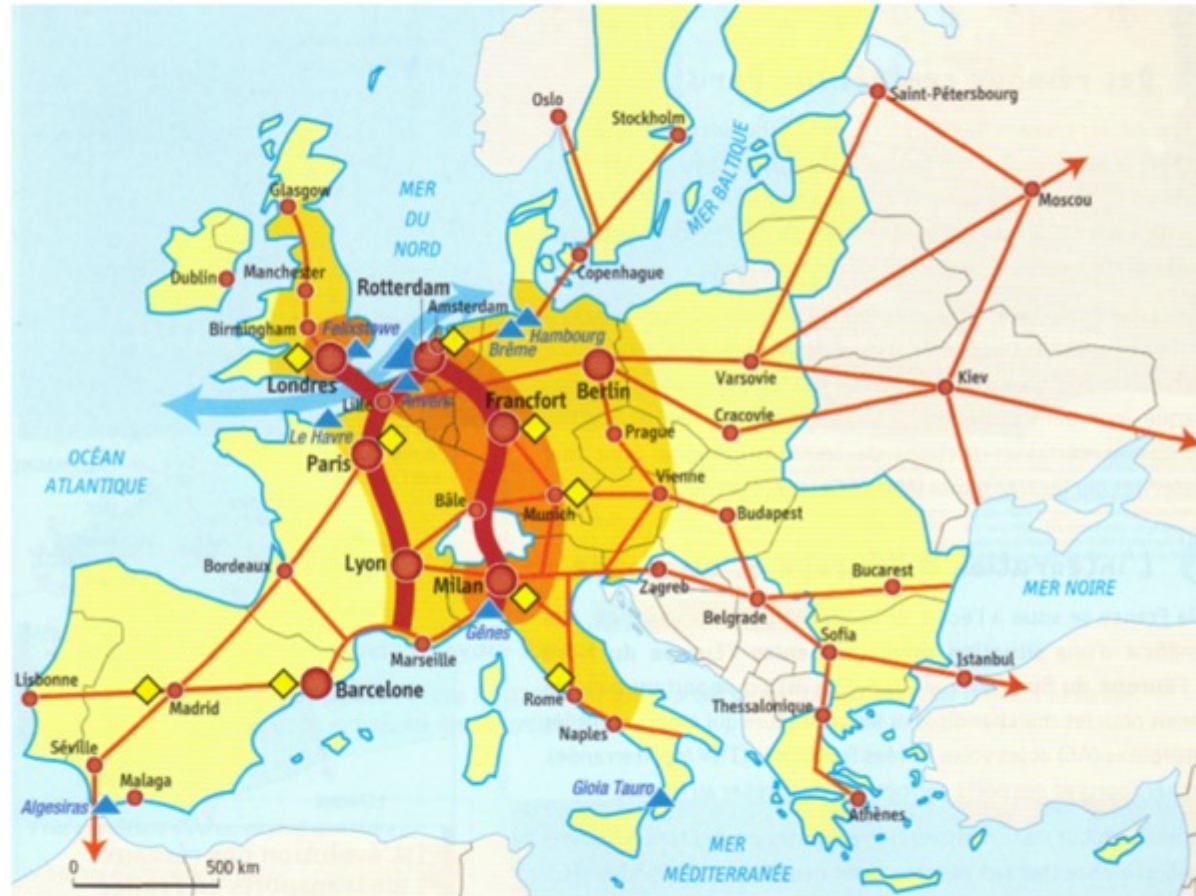 Oslo
Stockholm
Saint-Pétersbourg
Moscou
MER BALTIQUE
MER
DU
NORD
Glasgow
Dublin
Manchester
Copenhague
Rotterdam
Amsterdam
Birmingham
Felixstowe
Hambourg
Brême
Londres
Lille
Anvers
Francfort
Berlin
Varsovie
Kiev
Le Havre
Paris
Prague
Cracovie
OCÉAN
ATLANTIQUE
Vienne
Bâle
Munich
Budapest
Bordeaux
Lyon
Milan
Zagreb
Bucarest
MER NOIRE
Belgrade
Gênes
Marseille
Sofia
Istanbul
Lisbonne
Madrid
Barcelone
Rome
Thessalonique
Naples
Séville
Malaga
Algesiras
Gioia Tauro
Athènes
MER
MÉDITERRANÉE
0 500 km